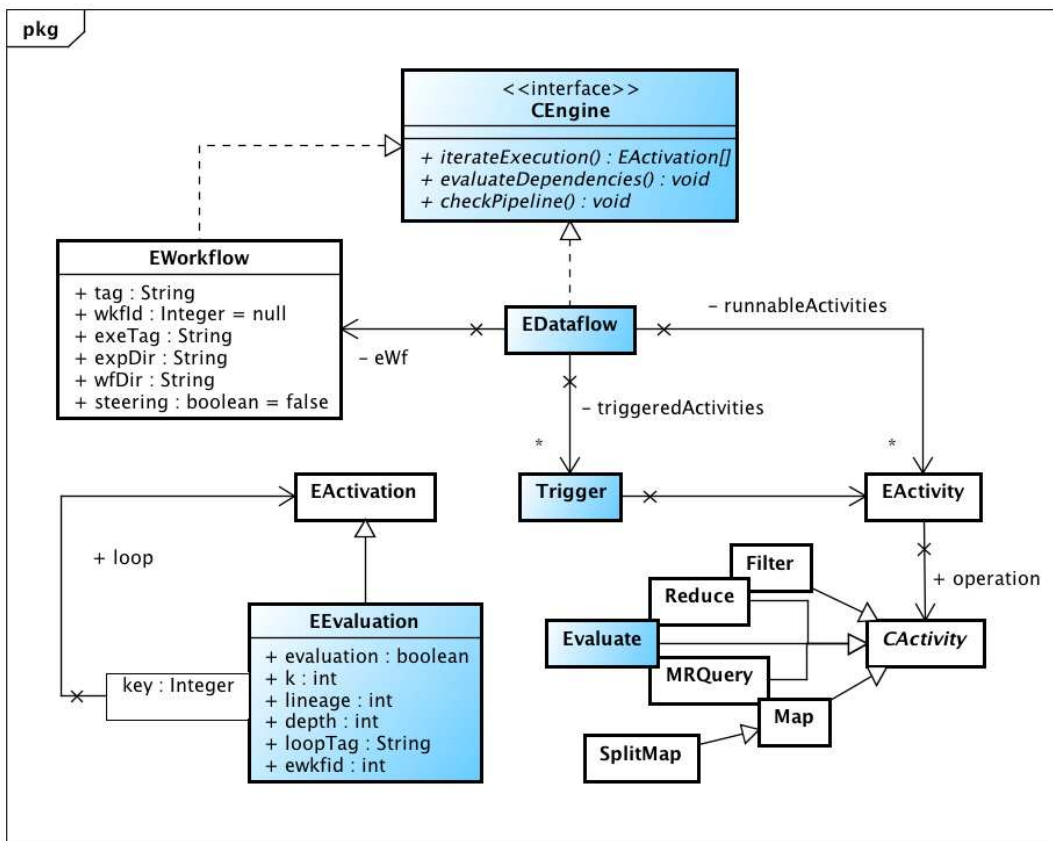 pkg
<<interface>>
CEngine
+ iterateExecution() : EActivation[]
+ evaluateDependencies() : void
+ checkPipeline() : void
EWorkflow
+ tag : String
+ wkfId : Integer = null
+ exeTag : String
+ expDir : String
+ wfDir : String
+ steering : boolean = false
- eWf
EDataflow
- runnableActivities
- triggeredActivities
*
*
EActivation
Trigger
EActivity
+ loop
+ operation
Filter
Reduce
Evaluate
CActivity
MRQuery
Map
SplitMap
EEvaluation
+ evaluation : boolean
+ k : int
+ lineage : int
+ depth : int
+ loopTag : String
+ ewkfid : int
key : Integer